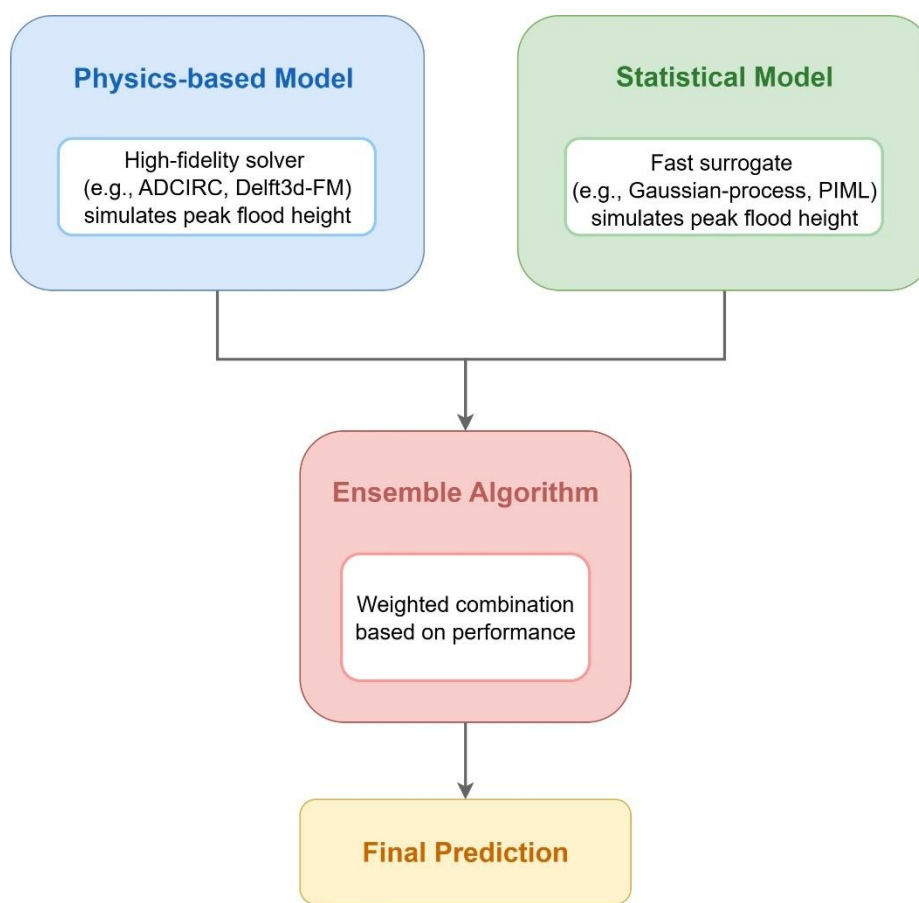 Physics-based Model
High-fidelity solver
(e.g., ADCIRC, Delft3d-FM)
simulates peak flood height
Statistical Model
Fast surrogate
(e.g., Gaussian-process, PIML)
simulates peak flood height
Ensemble Algorithm
Weighted combination
based on performance
Final Prediction